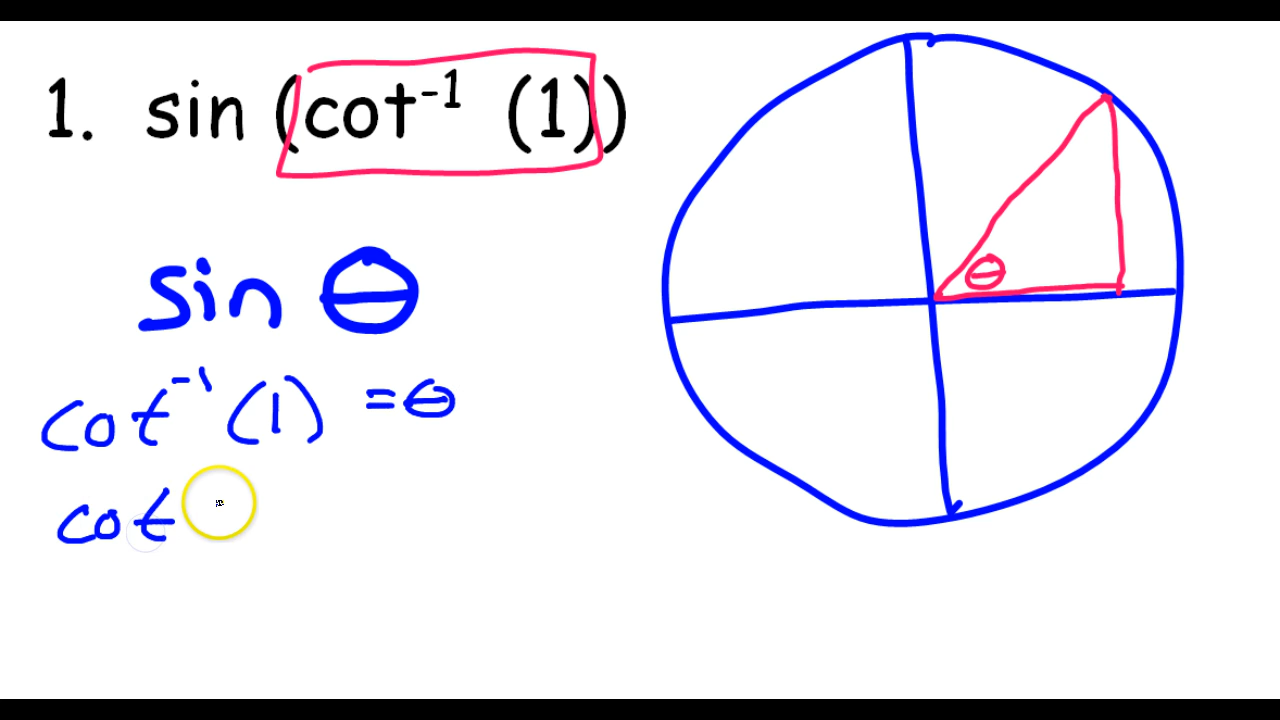 1. sin (cot⁻¹ (1))
sin θ
cot⁻¹ (1) = θ
cot
θ